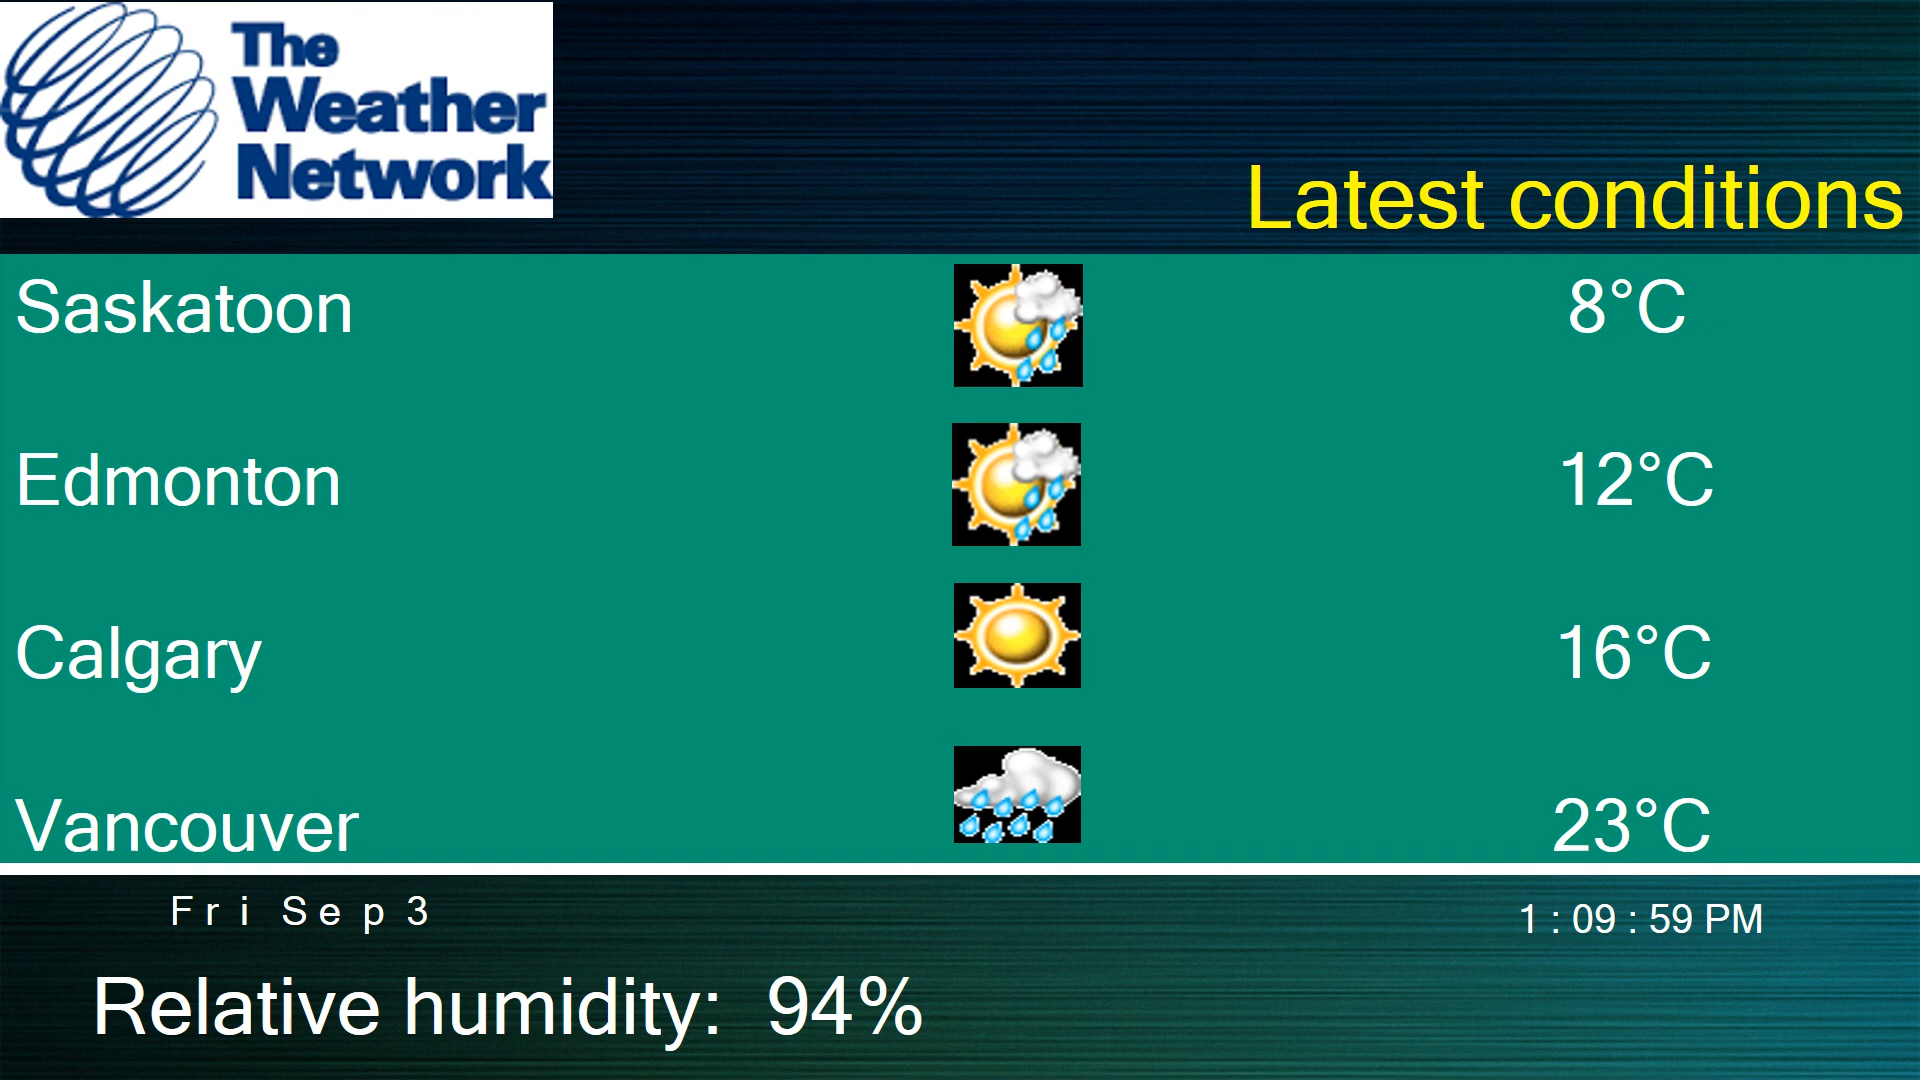 The
Weather
Network
Latest conditions
Saskatoon 8°C
Edmonton 12°C
Calgary 16°C
Vancouver 23°C
Fri Sep 3 1 : 09 : 59 PM
Relative humidity: 94%